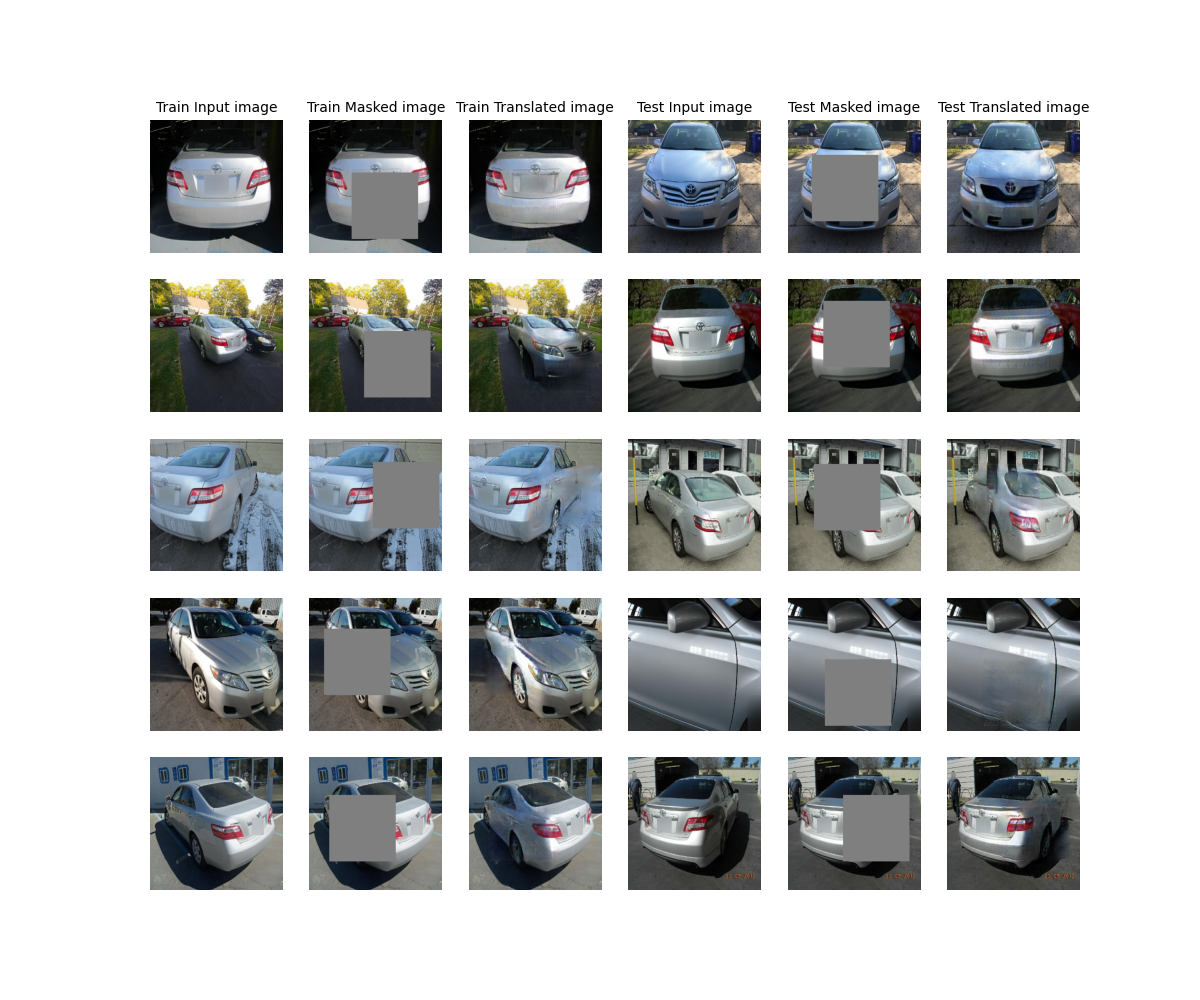 Train Input image
Train Masked image
Train Translated image
Test Input image
Test Masked image
Test Translated image